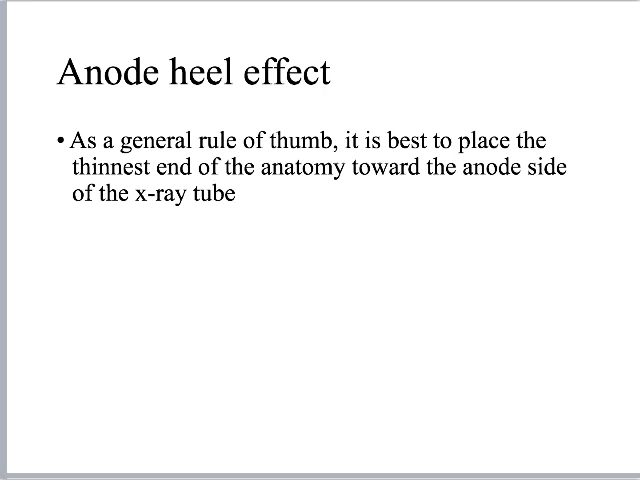 Anode heel effect
• As a general rule of thumb, it is best to place the
thinnest end of the anatomy toward the anode side
of the x-ray tube